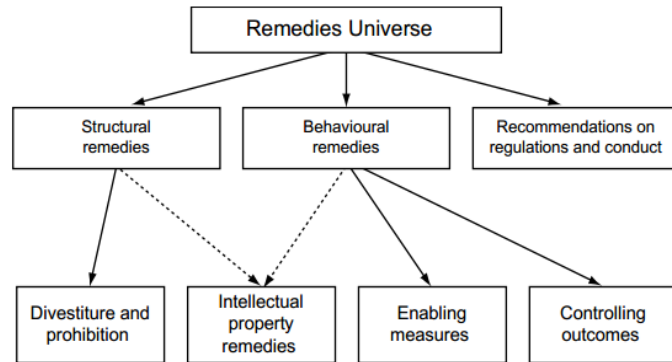 Remedies Universe
Structural
remedies
Behavioural
remedies
Recommendations on
regulations and conduct
Divestiture and
prohibition
Intellectual
property
remedies
Enabling
measures
Controlling
outcomes